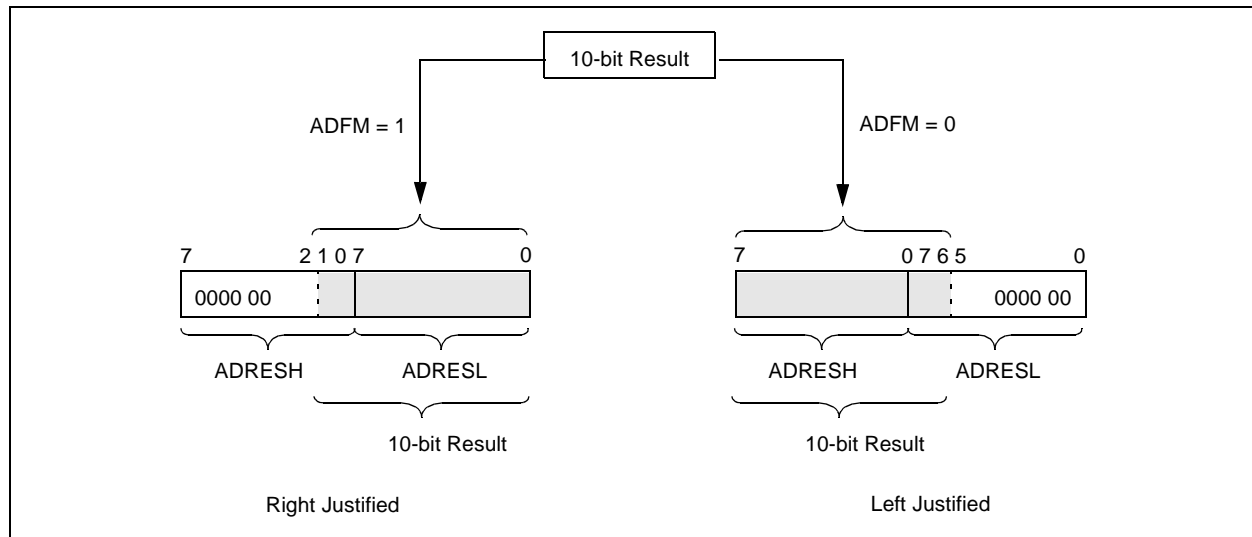 10-bit Result
ADFM = 1
ADFM = 0
7 2 1 0 7 0
0000 00
ADRESH ADRESL
10-bit Result
Right Justified
7 0 7 6 5 0
0000 00
ADRESH ADRESL
10-bit Result
Left Justified